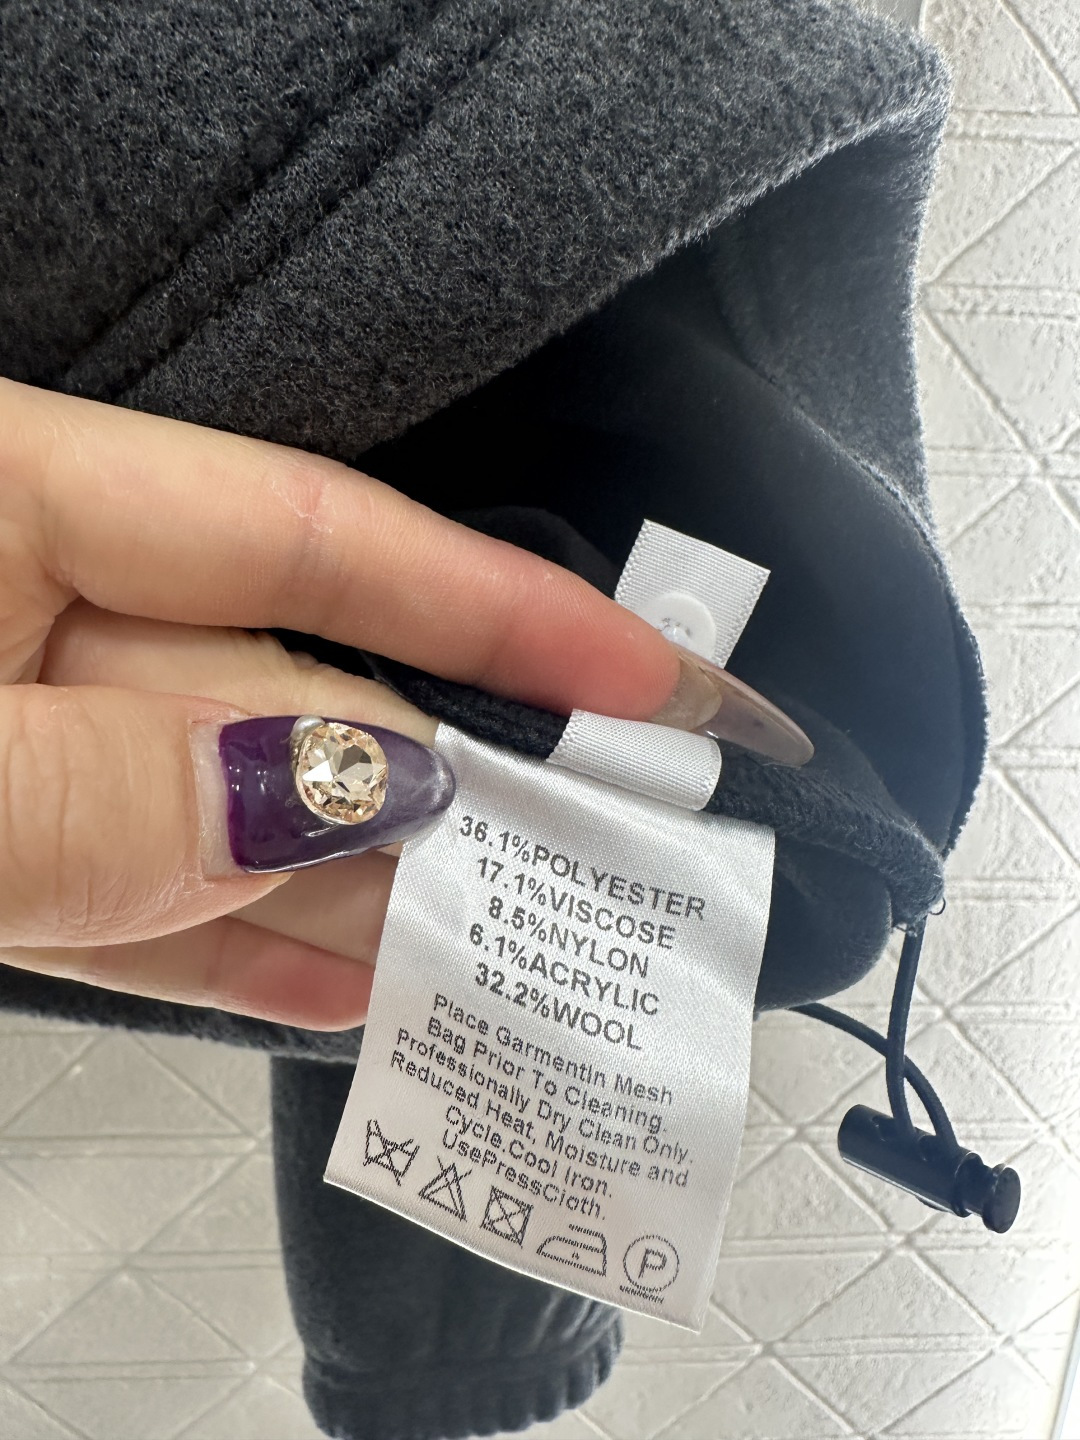 36.1%POLYESTER
17.1%VISCOSE
8.5%NYLON
6.1%ACRYLIC
32.2%WOOL
Place GarmentIn Mesh
Bag Prior To Cleaning.
Professionally Dry Clean Only.
Reduced Heat, Moisture and
Cycle.Cool Iron.
UsePressCloth.
P